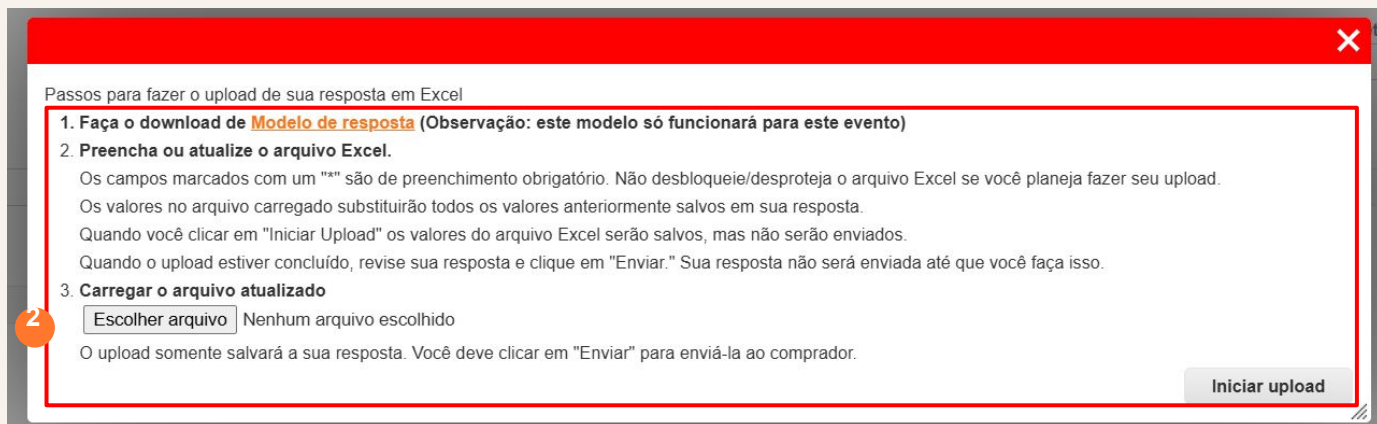 Passos para fazer o upload de sua resposta em Excel
1. Faça o download de Modelo de resposta (Observação: este modelo só funcionará para este evento)
2. Preencha ou atualize o arquivo Excel.
Os campos marcados com um "*" são de preenchimento obrigatório. Não desbloqueie/desproteja o arquivo Excel se você planeja fazer seu upload.
Os valores no arquivo carregado substituirão todos os valores anteriormente salvos em sua resposta.
Quando você clicar em "Iniciar Upload" os valores do arquivo Excel serão salvos, mas não serão enviados.
Quando o upload estiver concluído, revise sua resposta e clique em "Enviar." Sua resposta não será enviada até que você faça isso.
3. Carregar o arquivo atualizado
2
Escolher arquivo Nenhum arquivo escolhido
O upload somente salvará a sua resposta. Você deve clicar em "Enviar" para enviá-la ao comprador.
Iniciar upload